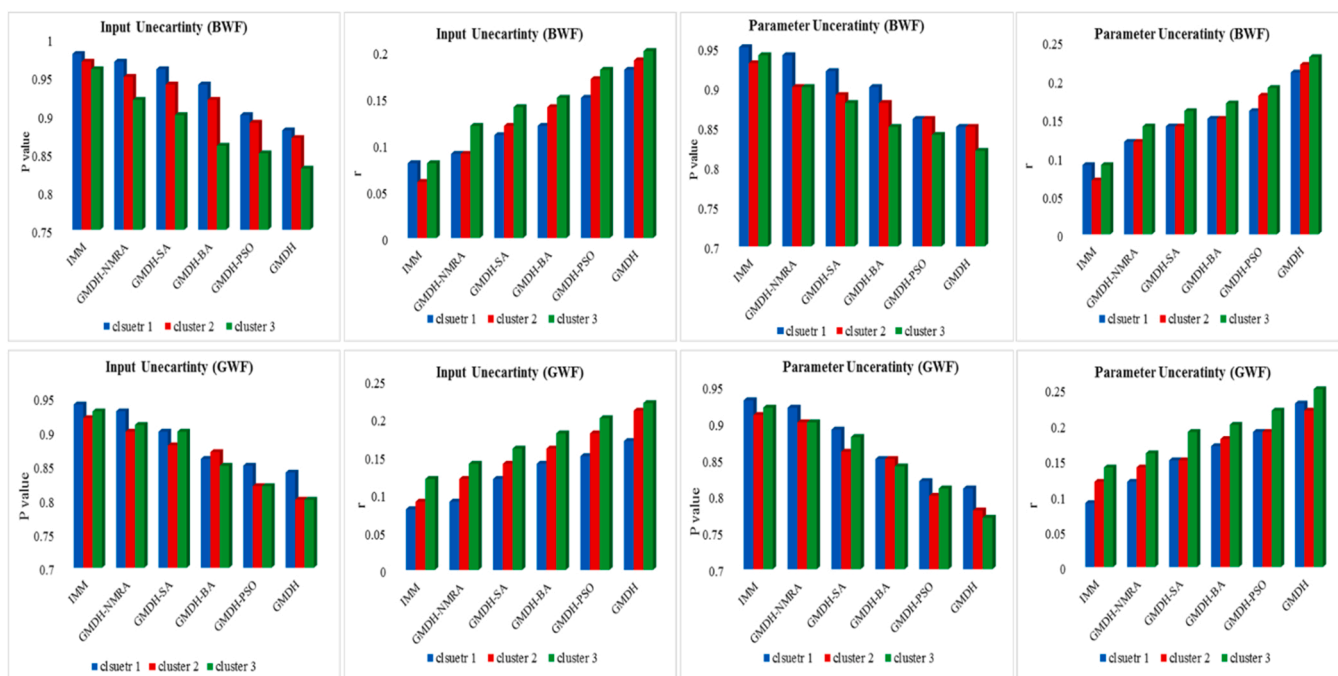 Input Unecartinty (BWF)
P value
1
0.95
0.9
0.85
0.8
0.75
IMM
GMDH-NMRA
GMDH-SA
GMDH-BA
GMDH-PSO
GMDH
clsuetr 1 cluster 2 cluster 3
Input Unecartinty (BWF)
r
0.2
0.15
0.1
0.05
0
IMM
GMDH-NMRA
GMDH-SA
GMDH-BA
GMDH-PSO
GMDH
clsuetr 1 cluster 2 cluster 3
Parameter Unceratinty (BWF)
P value
0.95
0.9
0.85
0.8
0.75
0.7
IMM
GMDH-NMRA
GMDH-SA
GMDH-BA
GMDH-PSO
GMDH
clsuetr 1 cluster 2 cluster 3
Parameter Unceratinty (BWF)
r
0.25
0.2
0.15
0.1
0.05
0
IMM
GMDH-NMRA
GMDH-SA
GMDH-BA
GMDH-PSO
GMDH
clsuetr 1 cluster 2 cluster 3
Input Unecartinty (GWF)
P value
0.95
0.9
0.85
0.8
0.75
0.7
IMM
GMDH-NMRA
GMDH-SA
GMDH-BA
GMDH-PSO
GMDH
clsuetr 1 cluster 2 cluster 3
Input Unecartinty (GWF)
r
0.25
0.2
0.15
0.1
0.05
0
IMM
GMDH-NMRA
GMDH-SA
GMDH-BA
GMDH-PSO
GMDH
clsuetr 1 cluster 2 cluster 3
Parameter Unceratinty (GWF)
P value
0.95
0.9
0.85
0.8
0.75
0.7
IMM
GMDH-NMRA
GMDH-SA
GMDH-BA
GMDH-PSO
GMDH
clsuetr 1 cluster 2 cluster 3
Parameter Unceratinty (GWF)
r
0.25
0.2
0.15
0.1
0.05
0
IMM
GMDH-NMRA
GMDH-SA
GMDH-BA
GMDH-PSO
GMDH
clsuetr 1 cluster 2 cluster 3